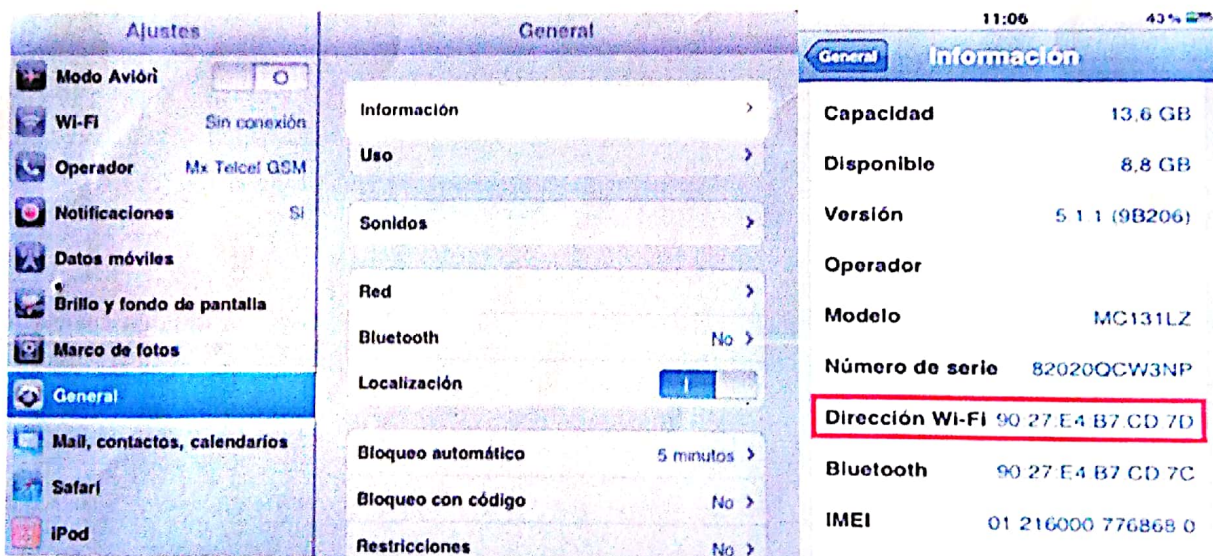 Ajustes
Modo Avión
Wi-Fi Sin conexión
Operador Mx Telcel GSM
Notificaciones Sí
Datos móviles
Brillo y fondo de pantalla
Marco de fotos
General
Mail, contactos, calendarios
Safari
iPod
General
Información
Uso
Sonidos
Red
Bluetooth No
Localización
Bloqueo automático 5 minutos
Bloqueo con código No
Restricciones No
11:06 43 %
General Información
Capacidad 13,6 GB
Disponible 8,8 GB
Versión 5.1.1 (9B206)
Operador
Modelo MC131LZ
Número de serie 82020QCW3NP
Dirección Wi-Fi 90:27:E4:B7:CD:7D
Bluetooth 90:27:E4:B7:CD:7C
IMEI 01 216000 776868 0